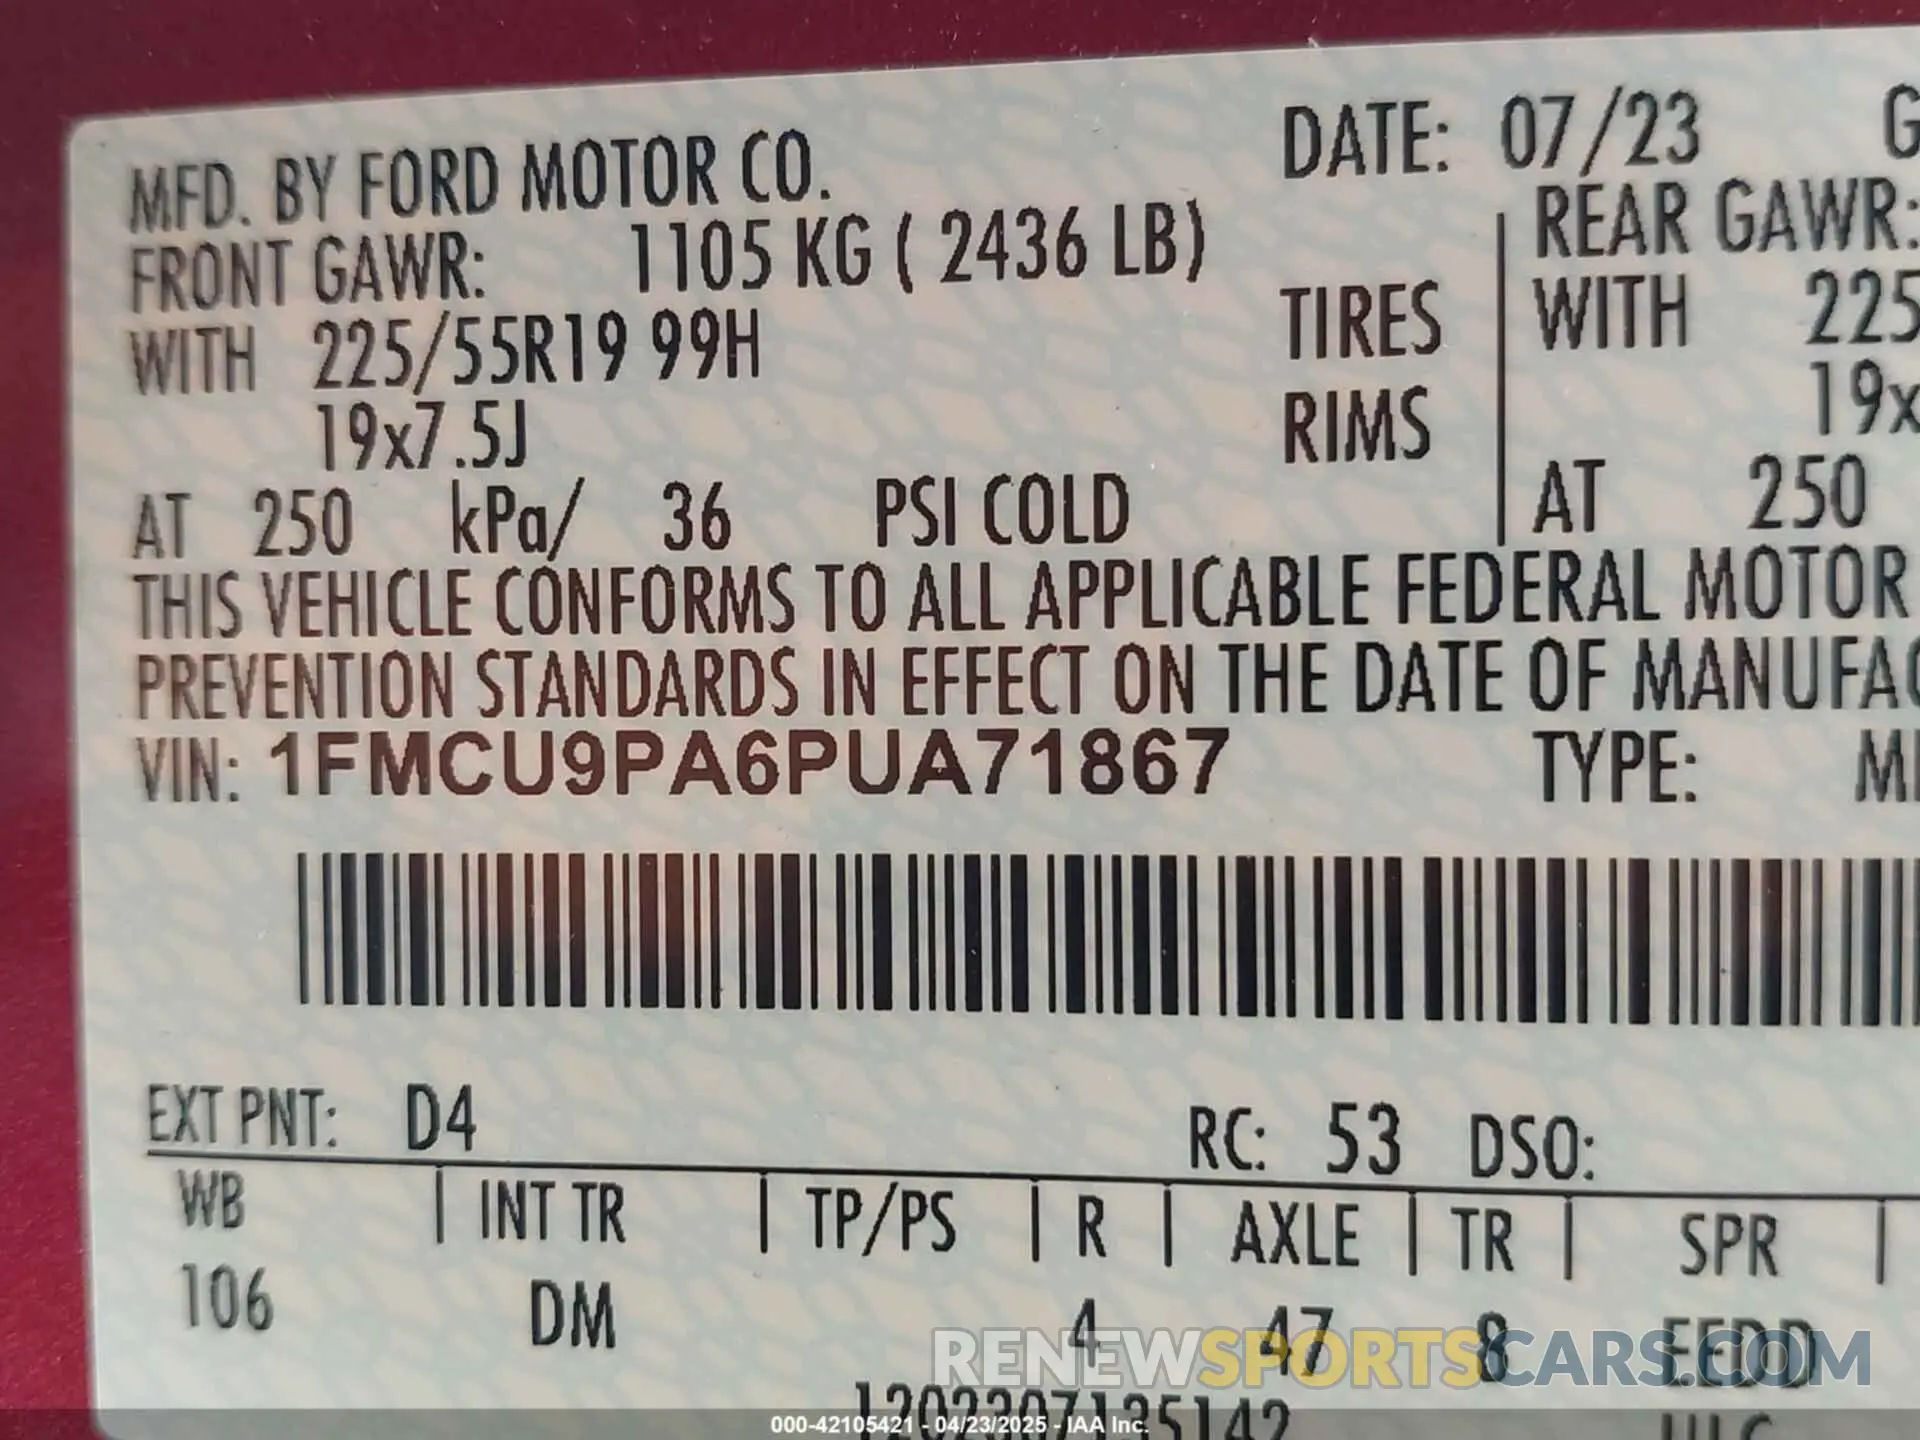 MFD. BY FORD MOTOR CO. DATE: 07/23 G
FRONT GAWR: 1105 KG ( 2436 LB) REAR GAWR:
WITH 225/55R19 99H TIRES WITH 225
19x7.5J RIMS 19x
AT 250 kPa/ 36 PSI COLD AT 250
THIS VEHICLE CONFORMS TO ALL APPLICABLE FEDERAL MOTOR
PREVENTION STANDARDS IN EFFECT ON THE DATE OF MANUFAC
VIN: 1FMCU9PA6PUA71867 TYPE: M
EXT PNT: D4 RC: 53 DSO:
WB | INT TR | TP/PS | R | AXLE | TR | SPR |
106 DM 4 47 8 EEDD
RENEWSPORTSCARS.COM
1202307135142
000-42105421 - 04/23/2025 - IAA Inc.